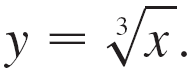 y = ∛x.